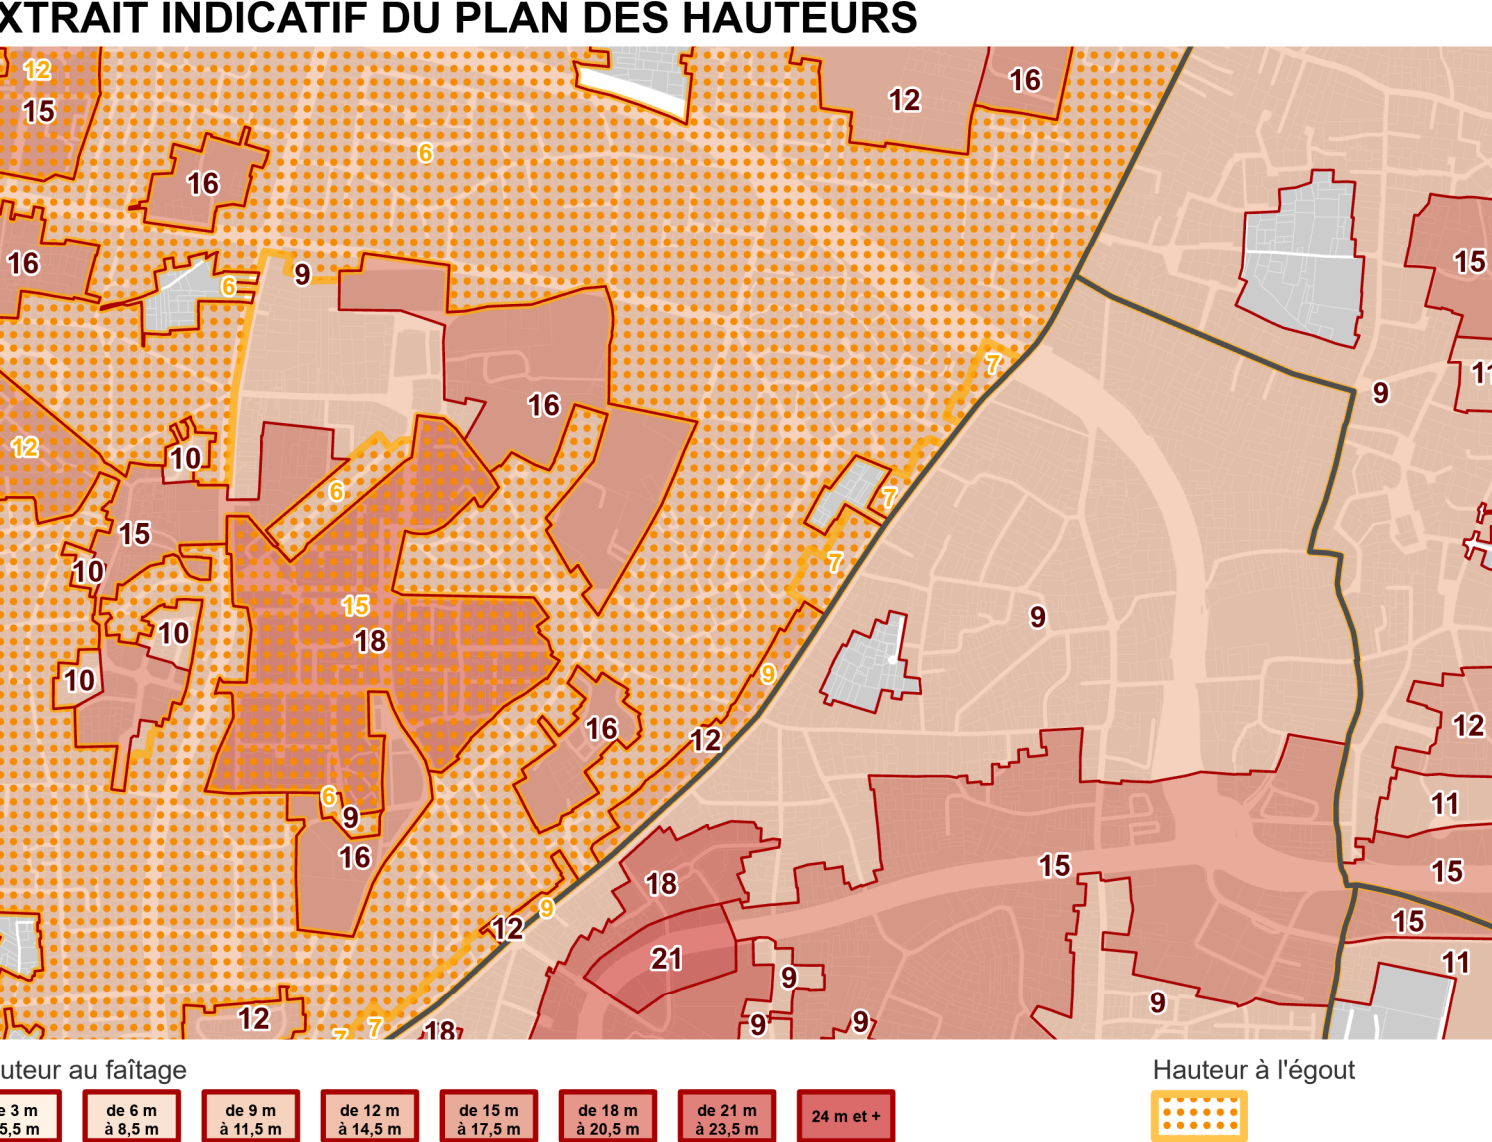 XTRAIT INDICATIF DU PLAN DES HAUTEURS
12
15
16
6
12
16
16
15
16
6
9
7
11
9
16
12
10
6
7
15
10
7
15
18
9
10
10
9
16
12
12
6
9
11
16
15
18
15
9
12
15
21
9
11
9
12
7
7
18
9
9
uteur au faîtage
Hauteur à l'égout
e 3 m
5,5 m
de 6 m
à 8,5 m
de 9 m
à 11,5 m
de 12 m
à 14,5 m
de 15 m
à 17,5 m
de 18 m
à 20,5 m
de 21 m
à 23,5 m
24 m et +